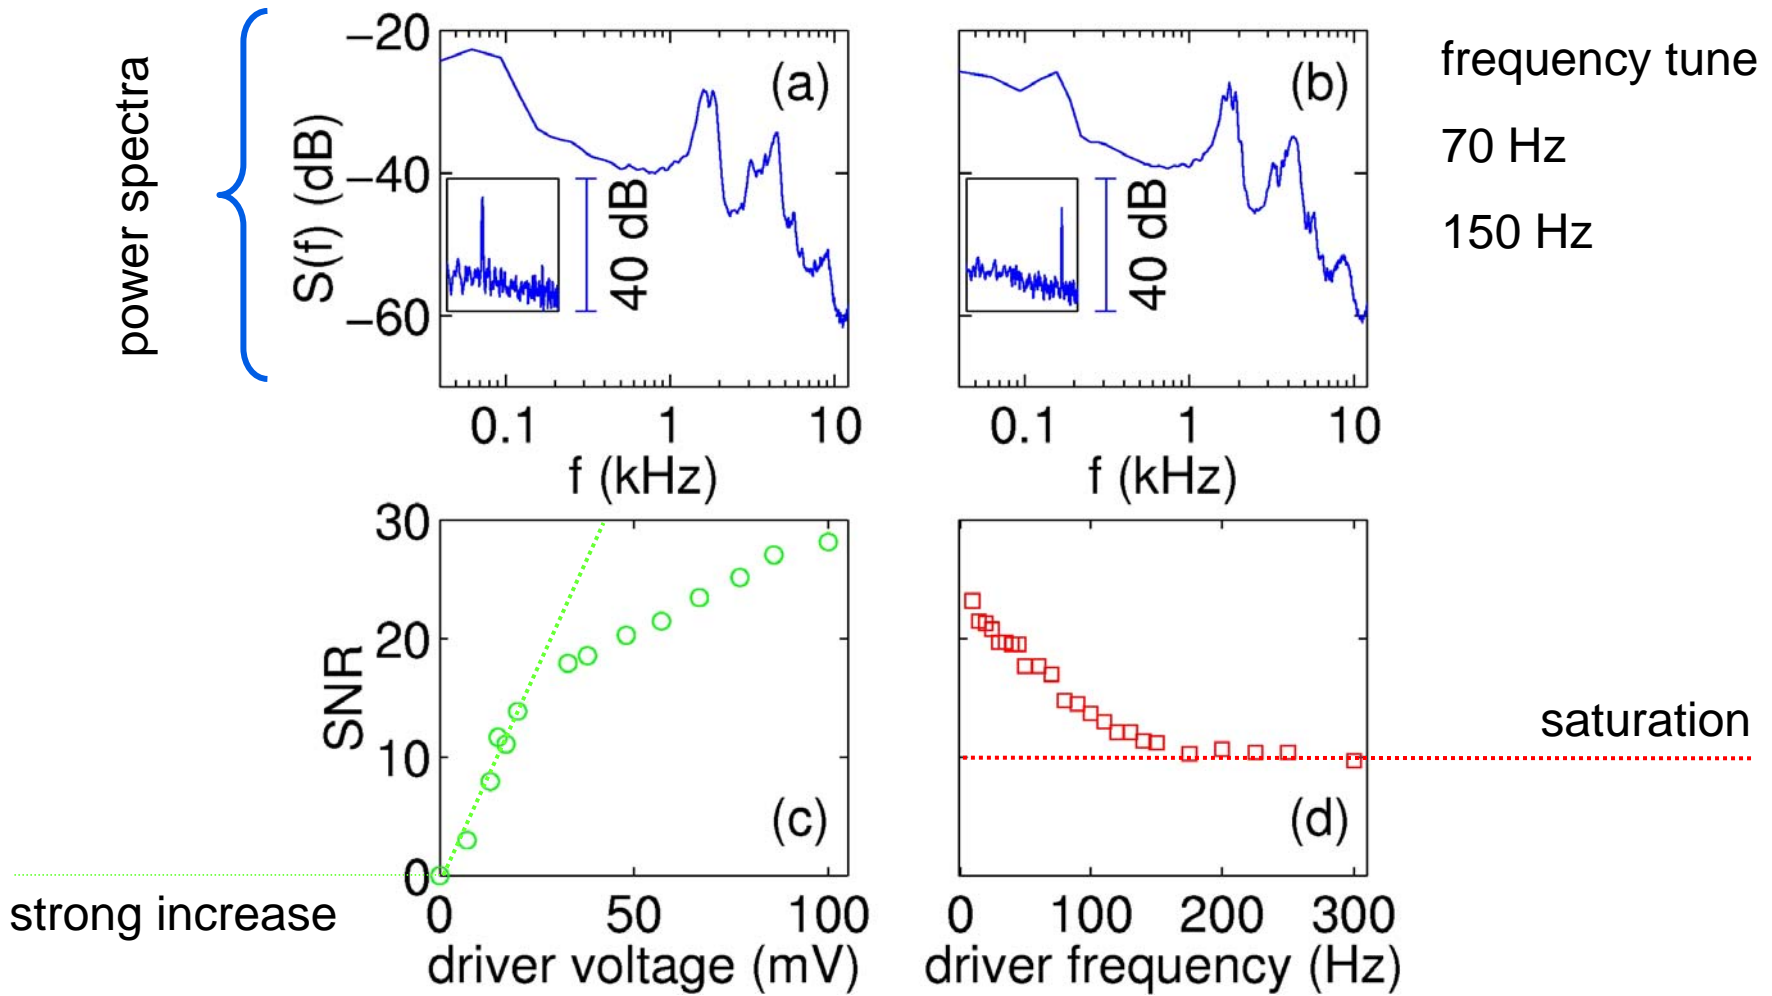 power spectra
S(f) (dB)
−20
−40
−60
(a)
40 dB
0.1 1 10
f (kHz)
(b)
40 dB
0.1 1 10
f (kHz)
frequency tune
70 Hz
150 Hz
SNR
30
20
10
0
(c)
0 50 100
driver voltage (mV)
strong increase
(d)
0 100 200 300
driver frequency (Hz)
saturation